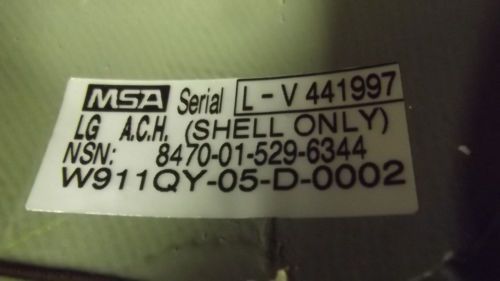 MSA Serial L-V 441997
LG A.C.H. (SHELL ONLY)
NSN: 8470-01-529-6344
W911QY-05-D-0002